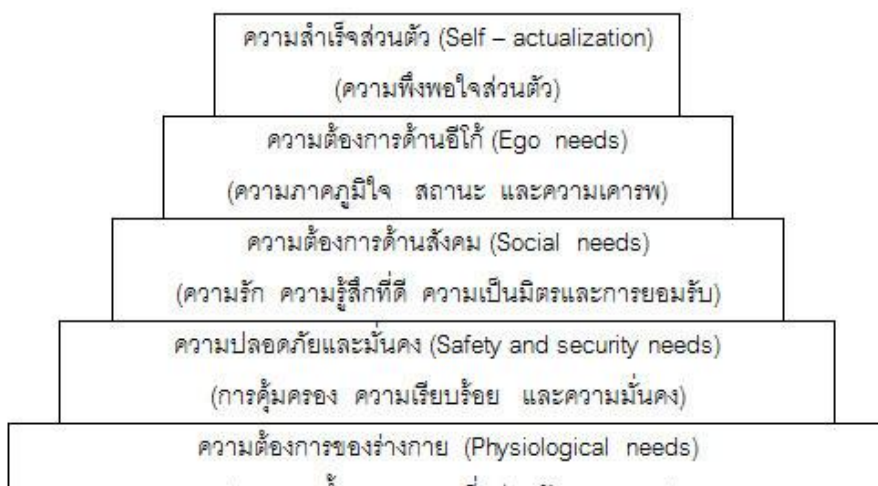 ความสำเร็จส่วนตัว (Self – actualization)
(ความพึงพอใจส่วนตัว)
ความต้องการด้านอีโก้ (Ego needs)
(ความภาคภูมิใจ สถานะ และความเคารพ)
ความต้องการด้านสังคม (Social needs)
(ความรัก ความรู้สึกที่ดี ความเป็นมิตรและการยอมรับ)
ความปลอดภัยและมั่นคง (Safety and security needs)
(การคุ้มครอง ความเรียบร้อย และความมั่นคง)
ความต้องการของร่างกาย (Physiological needs)